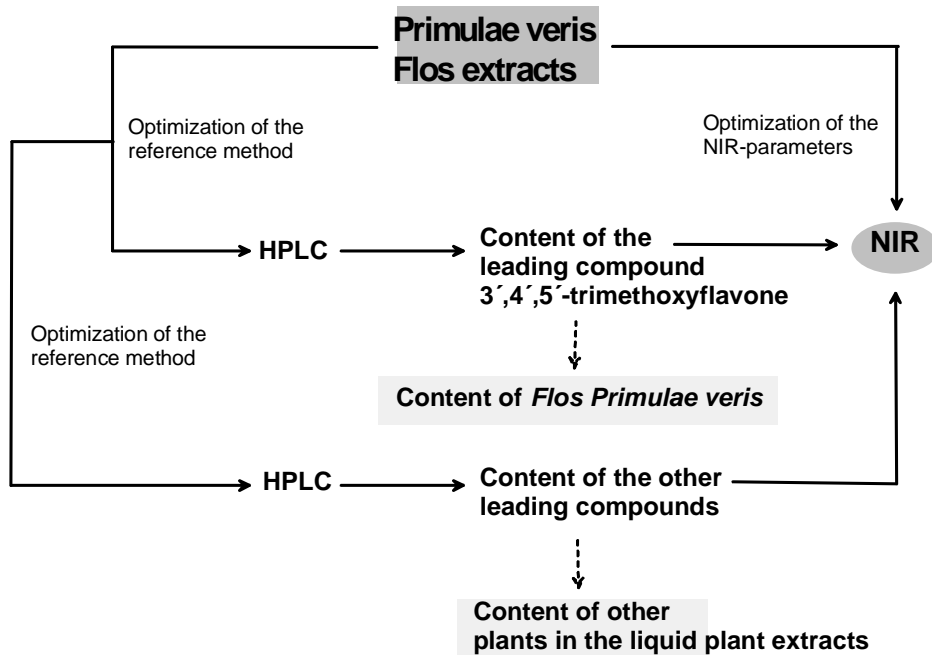 Primulae veris
Flos extracts
Optimization of the
reference method
Optimization of the
NIR-parameters
HPLC
Content of the
leading compound
3´,4´,5´-trimethoxyflavone
NIR
Optimization of the
reference method
Content of Flos Primulae veris
HPLC
Content of the other
leading compounds
Content of other
plants in the liquid plant extracts